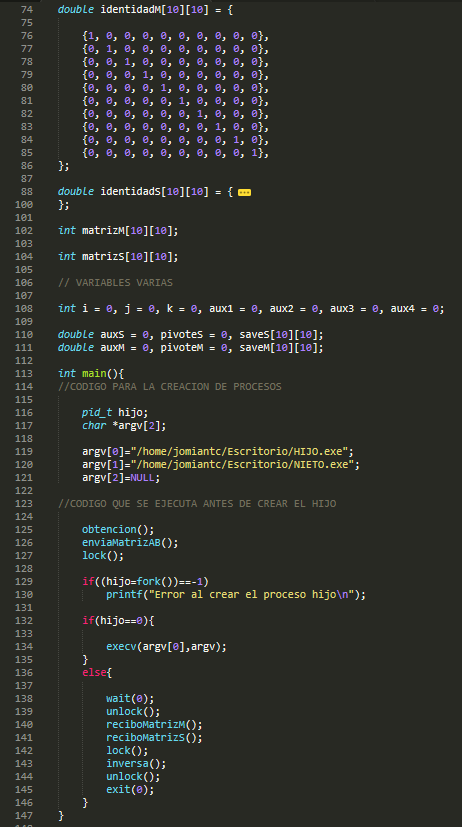 74 double identidadM[10][10] = {
75
76 {1, 0, 0, 0, 0, 0, 0, 0, 0, 0},
77 {0, 1, 0, 0, 0, 0, 0, 0, 0, 0},
78 {0, 0, 1, 0, 0, 0, 0, 0, 0, 0},
79 {0, 0, 0, 1, 0, 0, 0, 0, 0, 0},
80 {0, 0, 0, 0, 1, 0, 0, 0, 0, 0},
81 {0, 0, 0, 0, 0, 1, 0, 0, 0, 0},
82 {0, 0, 0, 0, 0, 0, 1, 0, 0, 0},
83 {0, 0, 0, 0, 0, 0, 0, 1, 0, 0},
84 {0, 0, 0, 0, 0, 0, 0, 0, 1, 0},
85 {0, 0, 0, 0, 0, 0, 0, 0, 0, 1},
86 };
87
88 double identidadS[10][10] = { ...
100 };
101
102 int matrizM[10][10];
103
104 int matrizS[10][10];
105
106 // VARIABLES VARIAS
107
108 int i = 0, j = 0, k = 0, aux1 = 0, aux2 = 0, aux3 = 0, aux4 = 0;
109
110 double auxS = 0, pivoteS = 0, saveS[10][10];
111 double auxM = 0, pivoteM = 0, saveM[10][10];
112
113 int main(){
114 //CODIGO PARA LA CREACION DE PROCESOS
115
116 pid_t hijo;
117 char *argv[2];
118
119 argv[0]="/home/jomiantc/Escritorio/HIJO.exe";
120 argv[1]="/home/jomiantc/Escritorio/NIETO.exe";
121 argv[2]=NULL;
122
123 //CODIGO QUE SE EJECUTA ANTES DE CREAR EL HIJO
124
125 obtencion();
126 enviaMatrizAB();
127 lock();
128
129 if((hijo=fork())==-1)
130 printf("Error al crear el proceso hijo\n");
131
132 if(hijo==0){
133
134 execv(argv[0],argv);
135 }
136 else{
137
138 wait(0);
139 unlock();
140 reciboMatrizM();
141 reciboMatrizS();
142 lock();
143 inversa();
144 unlock();
145 exit(0);
146 }
147 }